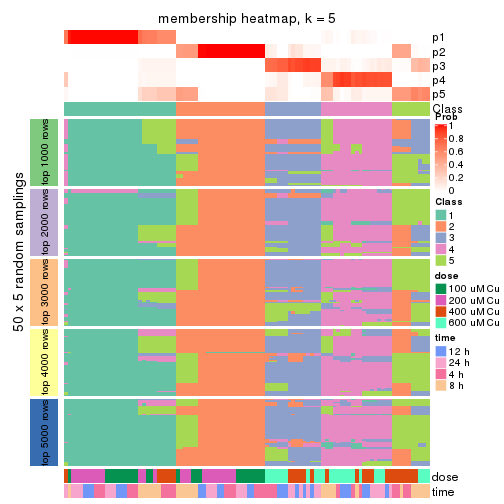 membership heatmap, k = 5
p1
p2
p3
p4
p5
Class
50 x 5 random samplings
top 1000 rows
top 2000 rows
top 3000 rows
top 4000 rows
top 5000 rows
dose
time
Prob
1
0.8
0.6
0.4
0.2
0
Class
1
2
3
4
5
dose
100 uM Cu
200 uM Cu
400 uM Cu
600 uM Cu
time
12 h
24 h
4 h
8 h